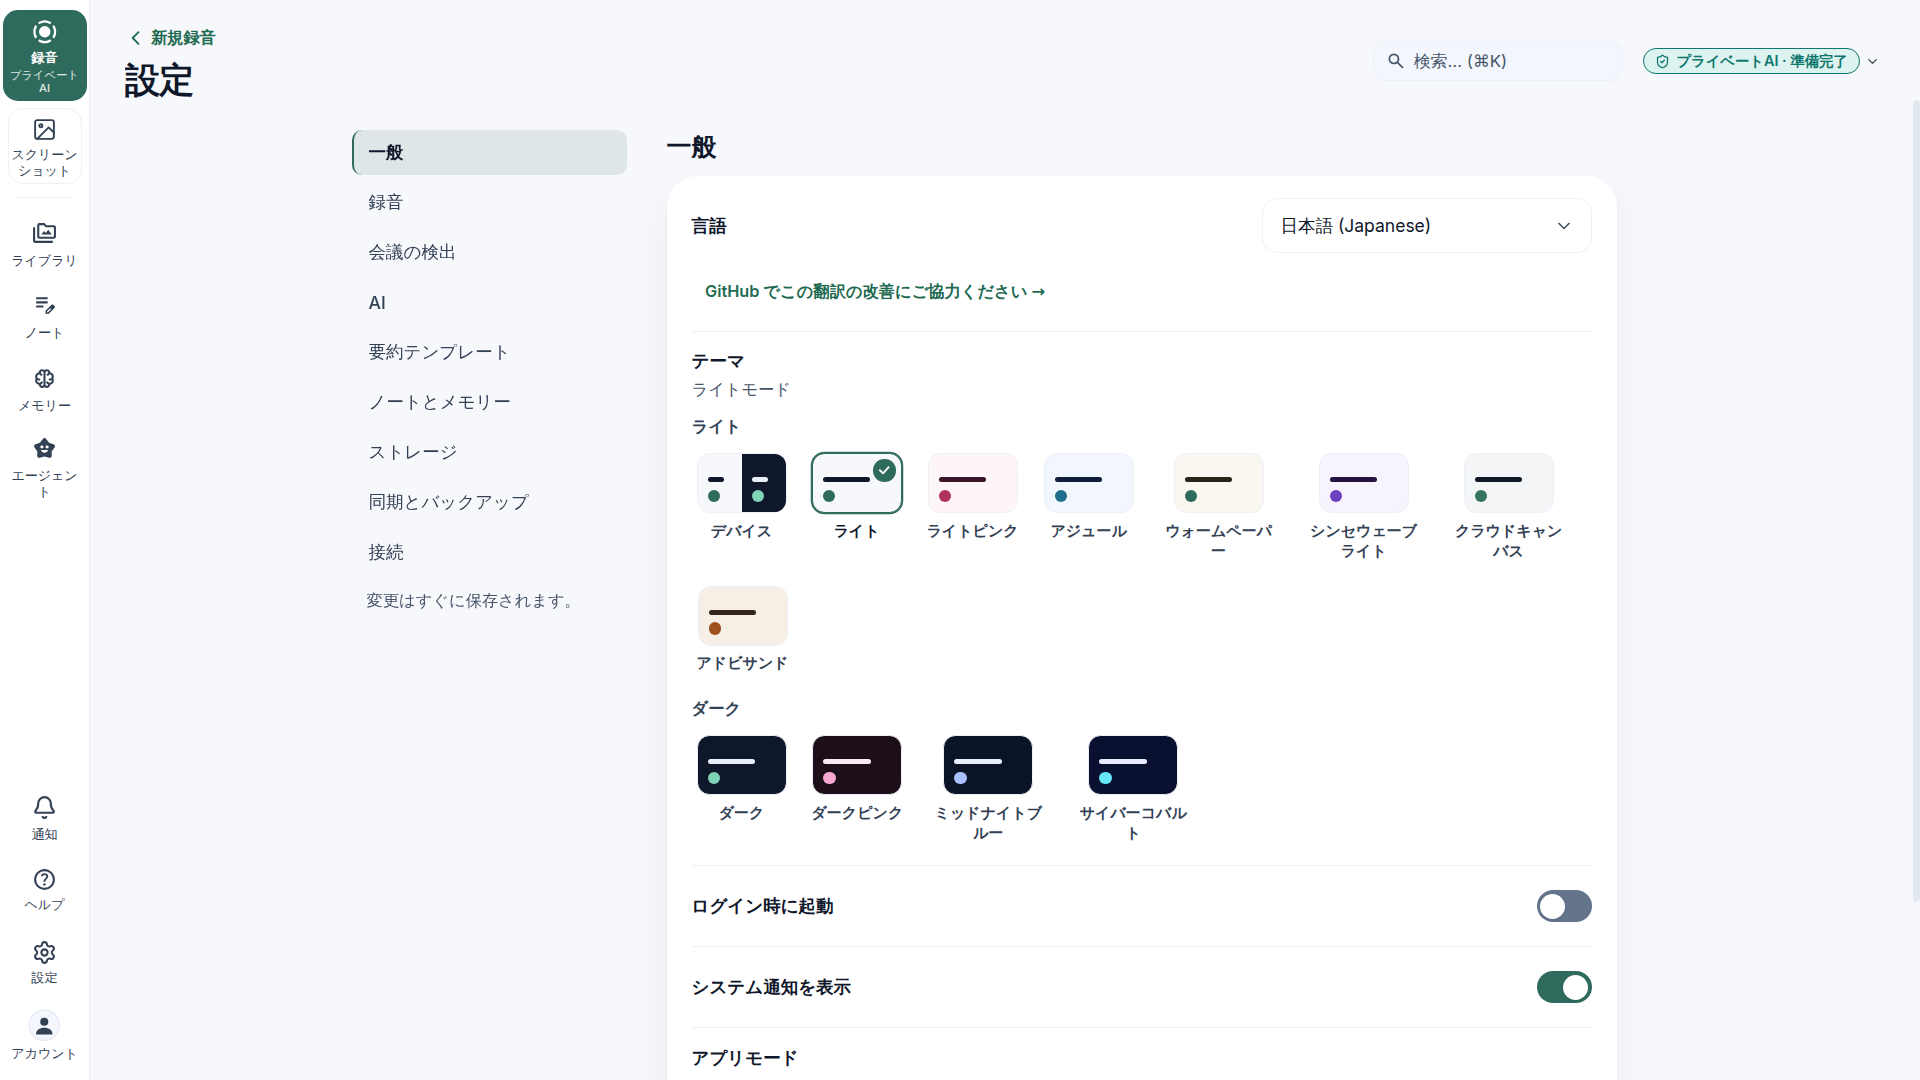 録音
プライベート
AI
スクリーン
ショット
ライブラリ
ノート
メモリー
エージェン
ト
通知
ヘルプ
設定
アカウント
新規録音
設定
検索... (⌘K)
プライベートAI · 準備完了
一般
録音
会議の検出
AI
要約テンプレート
ノートとメモリー
ストレージ
同期とバックアップ
接続
変更はすぐに保存されます。
一般
言語
日本語 (Japanese)
GitHub でこの翻訳の改善にご協力ください →
テーマ
ライトモード
ライト
デバイス
ライト
ライトピンク
アジュール
ウォームペーパ
ー
シンセウェーブ
ライト
クラウドキャン
バス
アドビサンド
ダーク
ダーク
ダークピンク
ミッドナイトブ
ルー
サイバーコバル
ト
ログイン時に起動
システム通知を表示
アプリモード